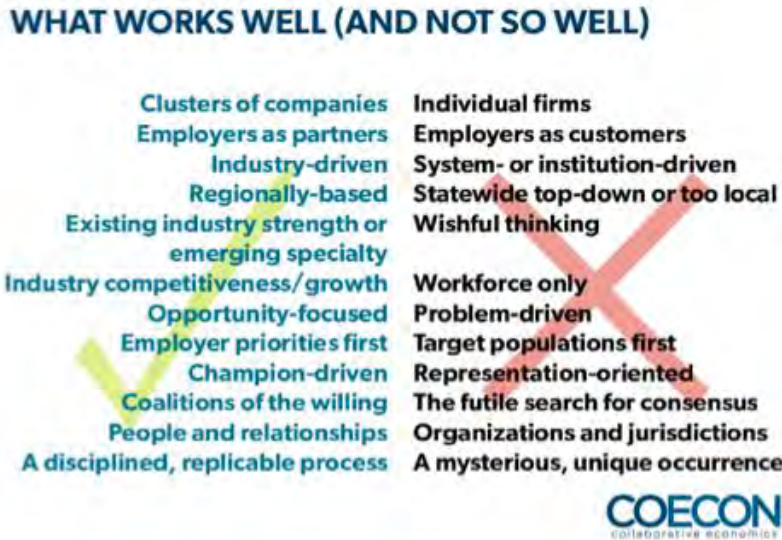 WHAT WORKS WELL (AND NOT SO WELL)
Clusters of companies Individual firms
Employers as partners Employers as customers
Industry-driven System- or institution-driven
Regionally-based Statewide top-down or too local
Existing industry strength or Wishful thinking
emerging specialty
Industry competitiveness/growth Workforce only
Opportunity-focused Problem-driven
Employer priorities first Target populations first
Champion-driven Representation-oriented
Coalitions of the willing The futile search for consensus
People and relationships Organizations and jurisdictions
A disciplined, replicable process A mysterious, unique occurrence
COECON
collaborative economics